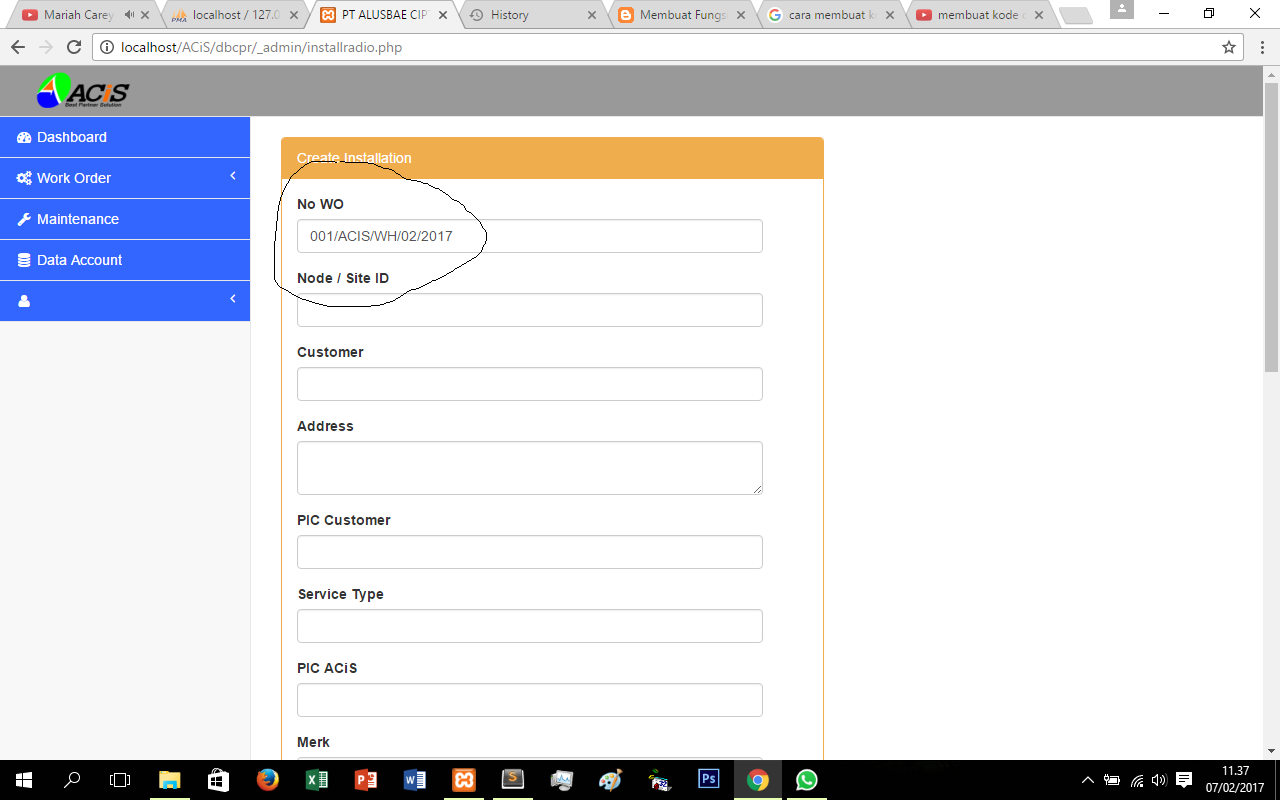 Mariah Carey
localhost / 127.0
PT ALUSBAE CIP
History
Membuat Fungs
cara membuat k
membuat kode
localhost/ACiS/dbcpr/_admin/installradio.php
ACiS
Best Partner Solution
Dashboard
Work Order
Maintenance
Data Account
Create Installation
No WO
001/ACIS/WH/02/2017
Node / Site ID
Customer
Address
PIC Customer
Service Type
PIC ACiS
Merk
11.37
07/02/2017